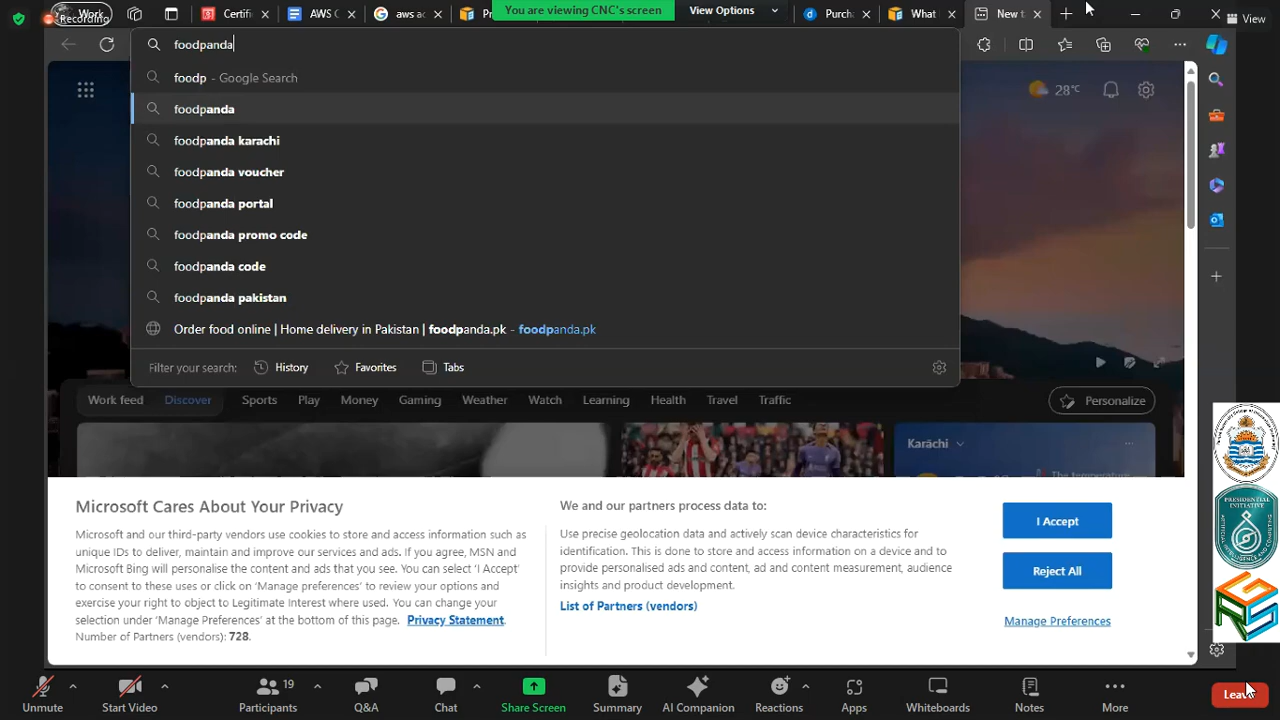 You are viewing CNC's screen
View Options
View
Recording
Work
Certific
AWS C
aws ac
Purch
What
New t
foodpanda
foodp - Google Search
foodpanda
foodpanda karachi
foodpanda voucher
foodpanda portal
foodpanda promo code
foodpanda code
foodpanda pakistan
Order food online | Home delivery in Pakistan | foodpanda.pk - foodpanda.pk
Filter your search:
History
Favorites
Tabs
28°C
Work feed
Discover
Sports
Play
Money
Gaming
Weather
Watch
Learning
Health
Travel
Traffic
Personalize
Karāchi
The temperature
Microsoft Cares About Your Privacy
Microsoft and our third-party vendors use cookies to store and access information such as
unique IDs to deliver, maintain and improve our services and ads. If you agree, MSN and
Microsoft Bing will personalise the content and ads that you see. You can select 'I Accept'
to consent to these uses or click on 'Manage preferences' to review your options and
exercise your right to object to Legitimate Interest where used. You can change your
selection under 'Manage Preferences' at the bottom of this page. Privacy Statement.
Number of Partners (vendors): 728.
We and our partners process data to:
Use precise geolocation data and actively scan device characteristics for
identification. This is done to store and access information on a device and to
provide personalised ads and content, ad and content measurement, audience
insights and product development.
List of Partners (vendors)
I Accept
Reject All
Manage Preferences
PRESIDENTIAL
INITIATIVE
Unmute
Start Video
19
Participants
Q&A
Chat
Share Screen
Summary
AI Companion
Reactions
Apps
Whiteboards
Notes
More
Leave